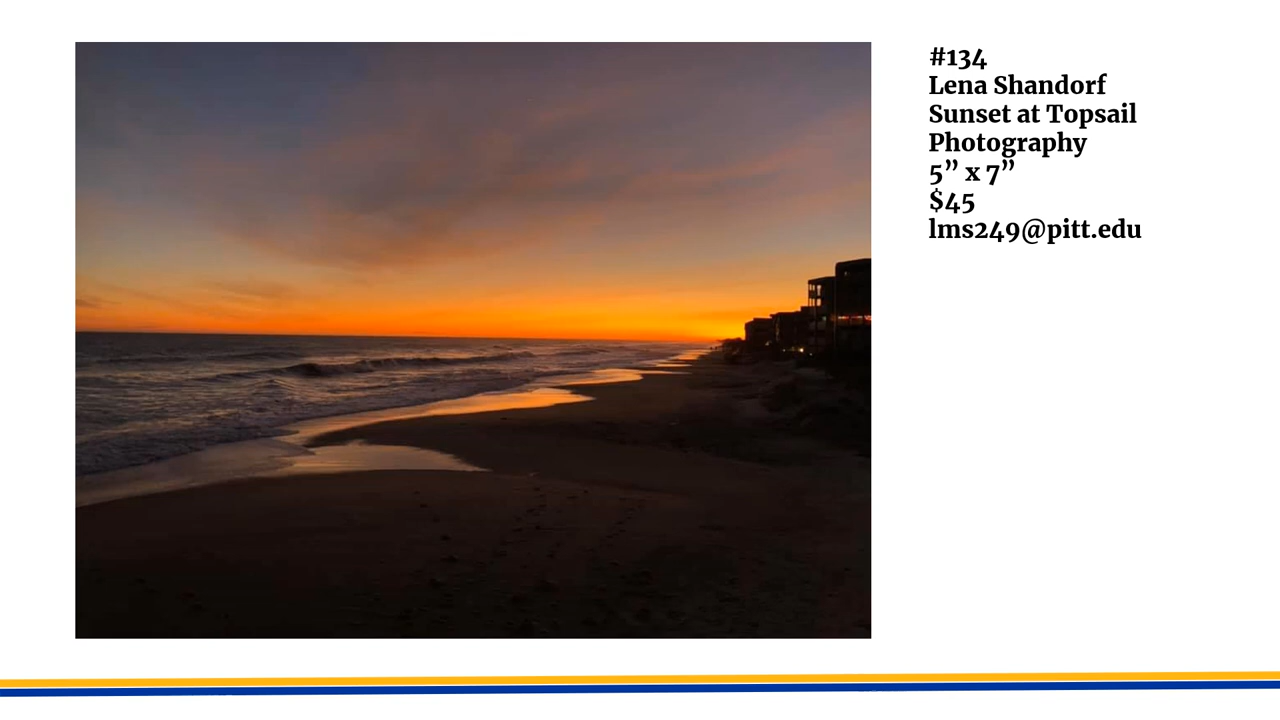 #134
Lena Shandorf
Sunset at Topsail
Photography
5” x 7”
$45
lms249@pitt.edu